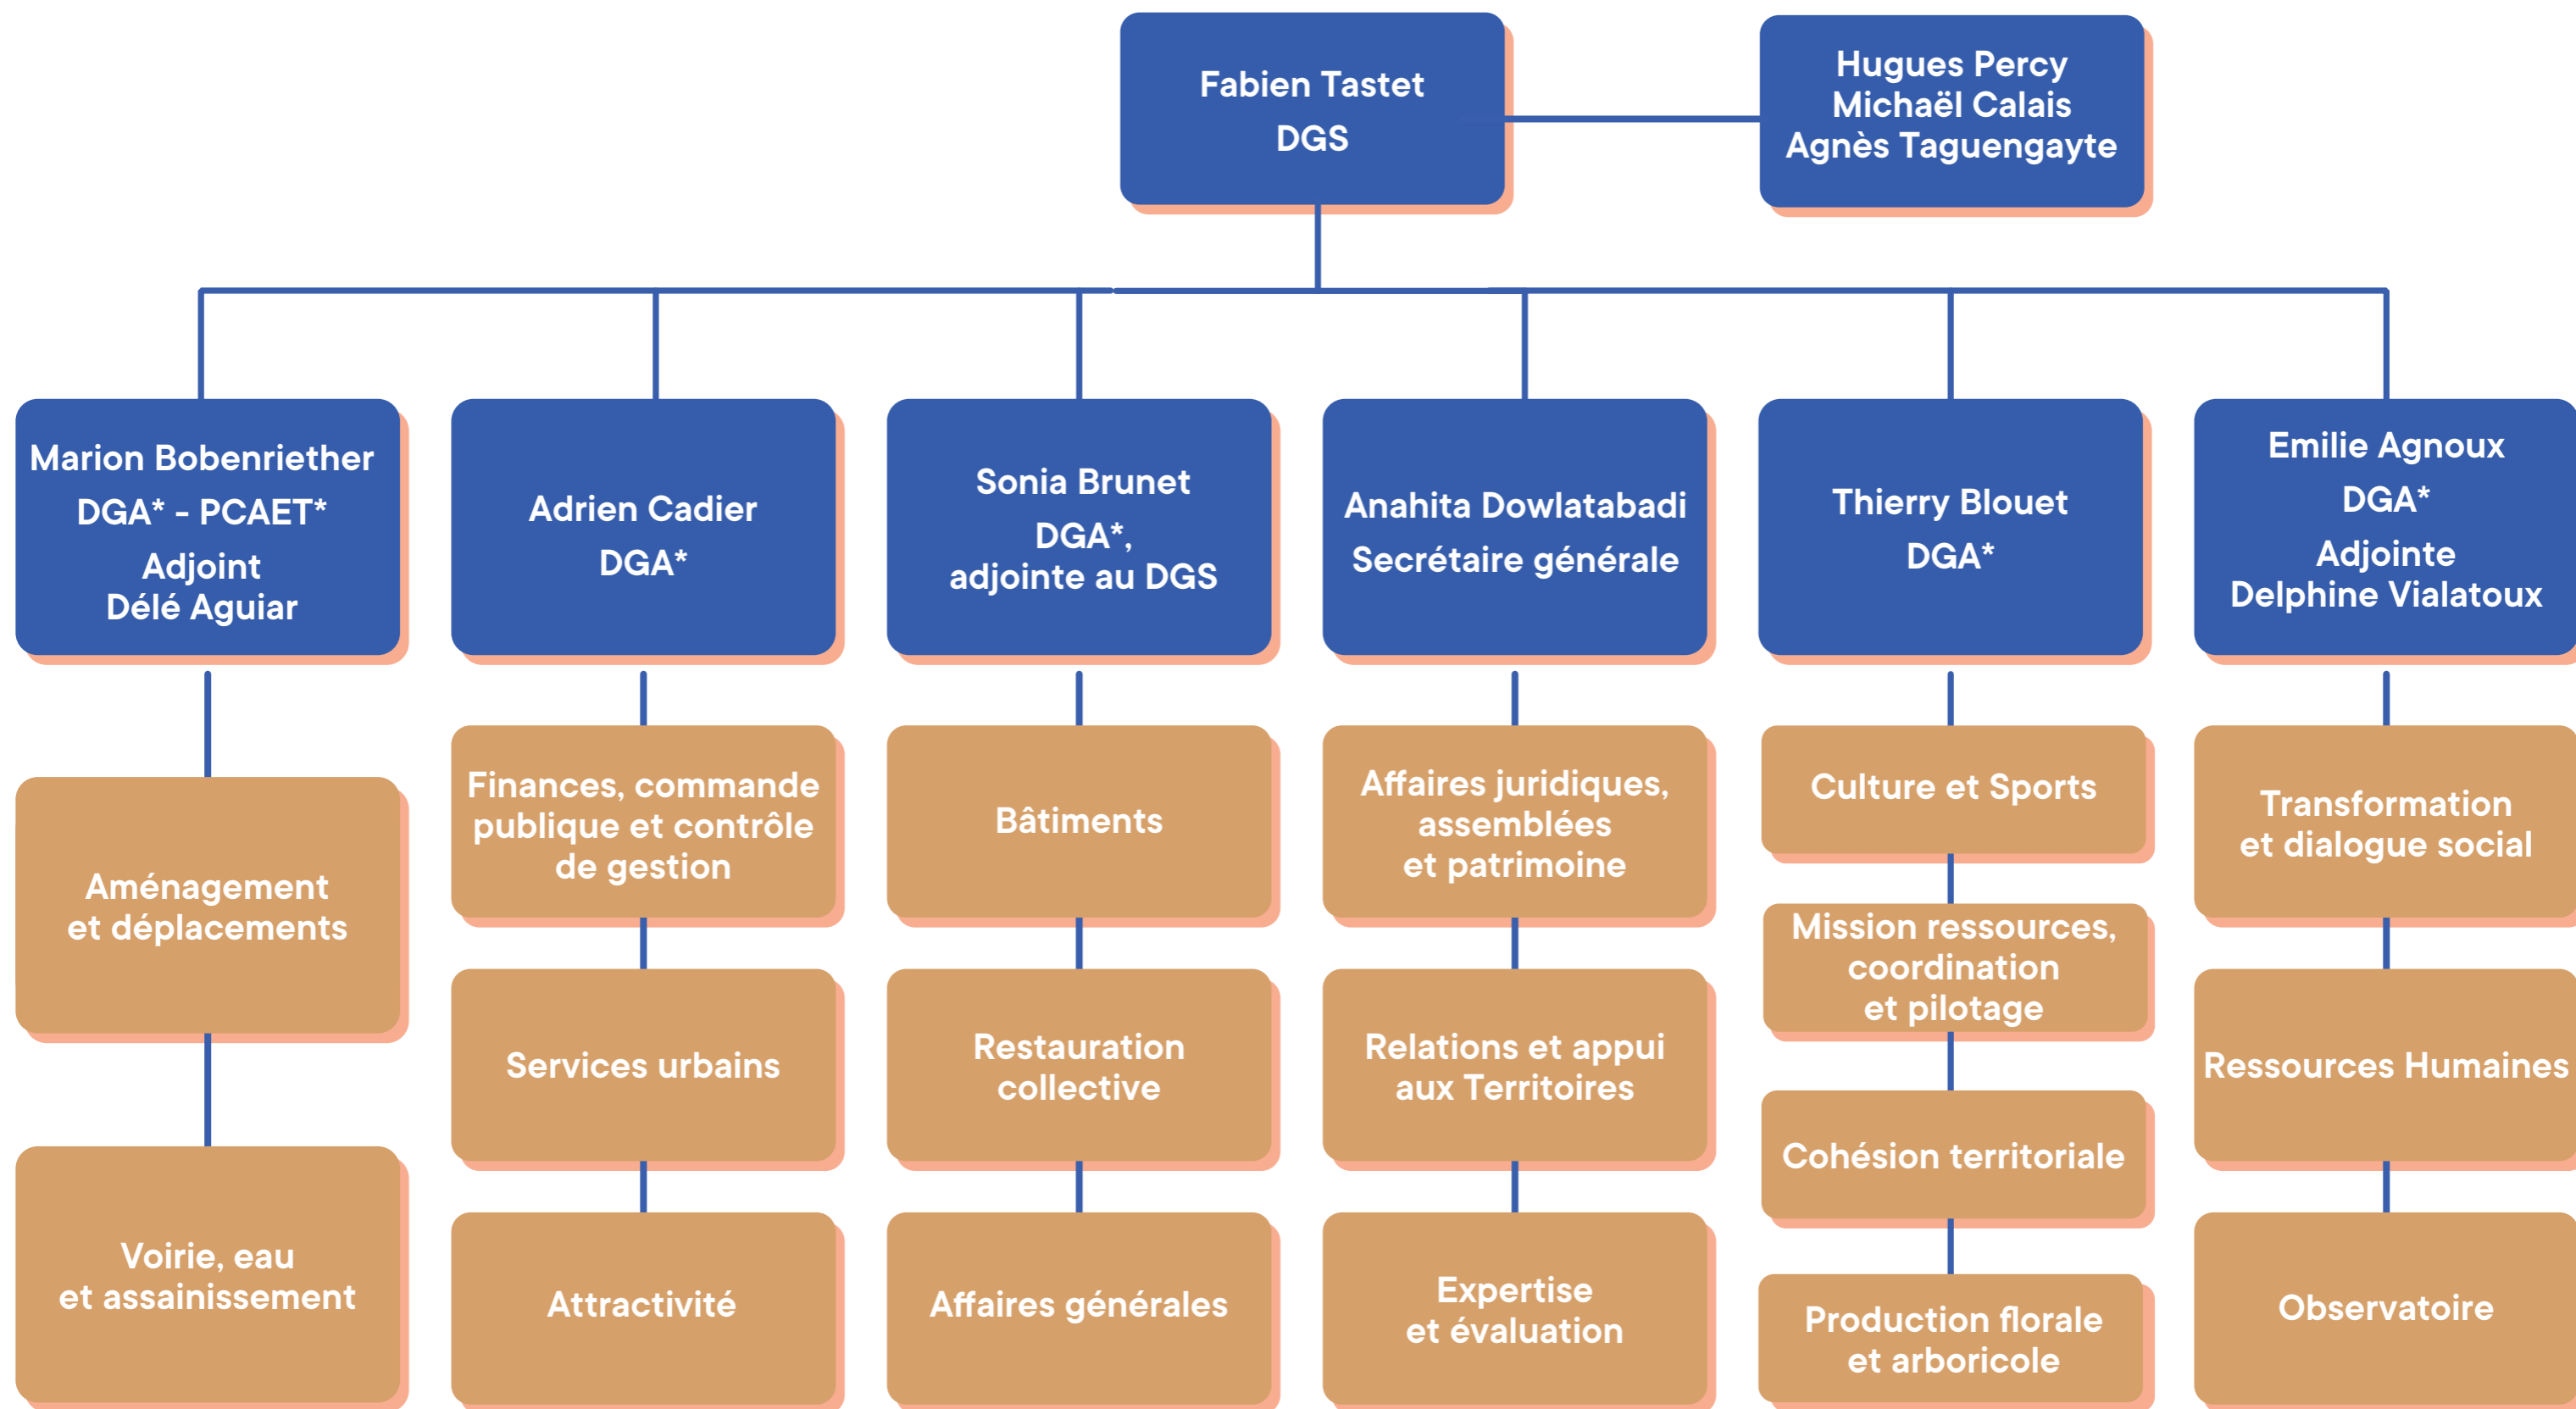 Fabien Tastet
DGS
Hugues Percy
Michaël Calais
Agnès Taguengayte
Marion Bobenriether
DGA* - PCAET*
Adjoint
Délé Aguiar
Adrien Cadier
DGA*
Sonia Brunet
DGA*,
adjointe au DGS
Anahita Dowlatabadi
Secrétaire générale
Thierry Blouet
DGA*
Emilie Agnoux
DGA*
Adjointe
Delphine Vialatoux
Aménagement
et déplacements
Voirie, eau
et assainissement
Finances, commande
publique et contrôle
de gestion
Services urbains
Attractivité
Bâtiments
Restauration
collective
Affaires générales
Affaires juridiques,
assemblées
et patrimoine
Relations et appui
aux Territoires
Expertise
et évaluation
Culture et Sports
Mission ressources,
coordination
et pilotage
Cohésion territoriale
Production florale
et arboricole
Transformation
et dialogue social
Ressources Humaines
Observatoire